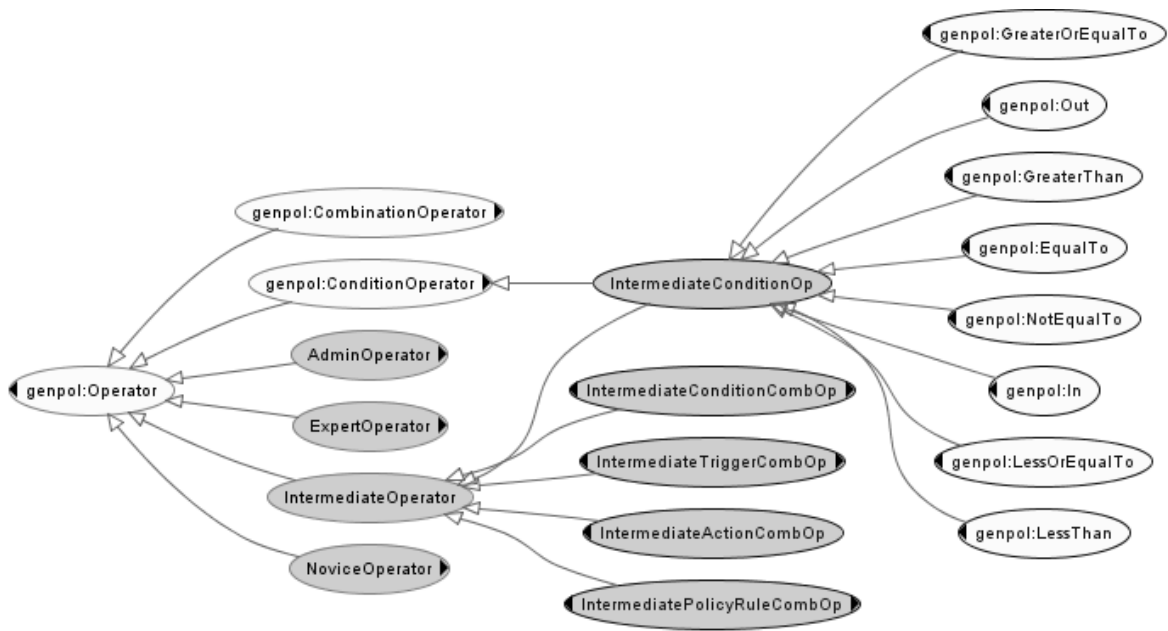 genpol:GreaterOrEqualTo
genpol:Out
genpol:GreaterThan
genpol:CombinationOperator
genpol:EqualTo
genpol:ConditionOperator
IntermediateConditionOp
genpol:NotEqualTo
AdminOperator
genpol:Operator
IntermediateConditionCombOp
genpol:In
ExpertOperator
IntermediateTriggerCombOp
genpol:LessOrEqualTo
IntermediateOperator
IntermediateActionCombOp
genpol:LessThan
NoviceOperator
IntermediatePolicyRuleCombOp